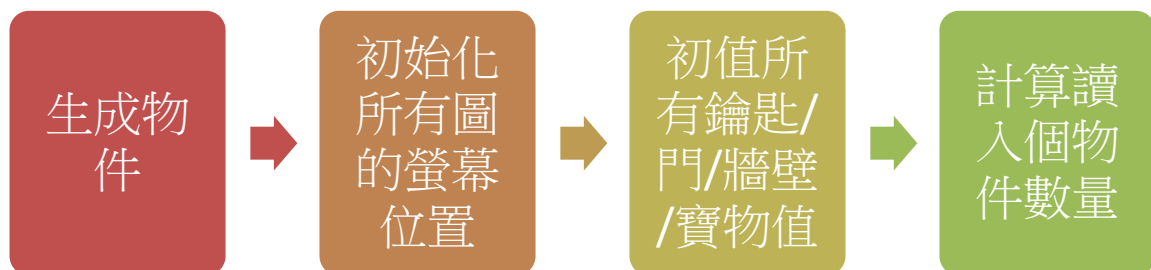 生成物
件
初始化
所有圖
的螢幕
位置
初值所
有鑰匙/
門/牆壁
/寶物值
計算讀
入個物
件數量